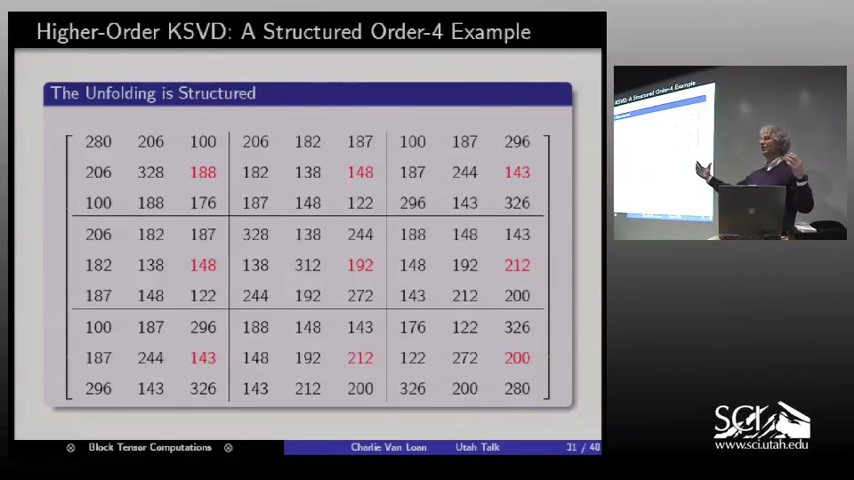 Higher-Order KSVD: A Structured Order-4 Example
The Unfolding is Structured
280 206 100 206 182 187 100 187 296
206 328 188 182 138 148 187 244 143
100 188 176 187 148 122 296 143 326
206 182 187 328 138 244 188 148 143
182 138 148 138 312 192 148 192 212
187 148 122 244 192 272 143 212 200
100 187 296 188 148 143 176 122 326
187 244 143 148 192 212 122 272 200
296 143 326 143 212 200 326 200 280
⊗ Block Tensor Computations ⊗ Charlie Van Loan Utah Talk 31 / 40
SCI
www.sci.utah.edu